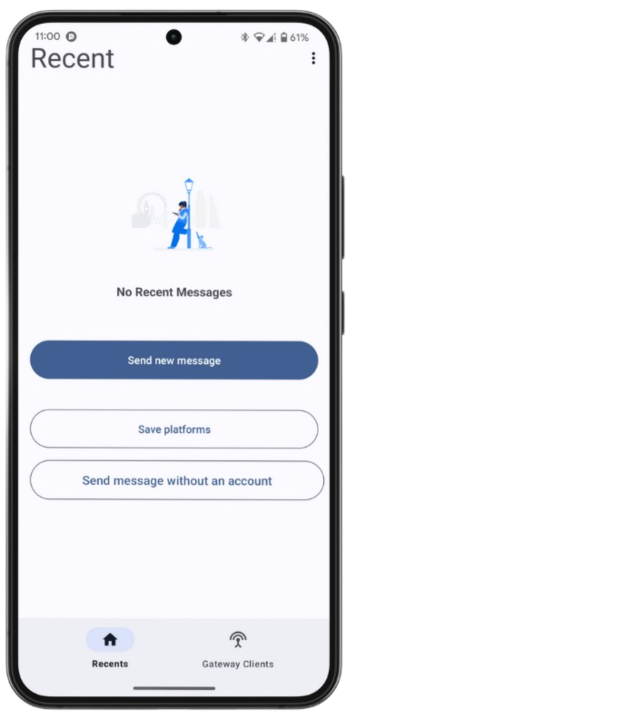 11:00
61%
Recent
No Recent Messages
Send new message
Save platforms
Send message without an account
Recents
Gateway Clients